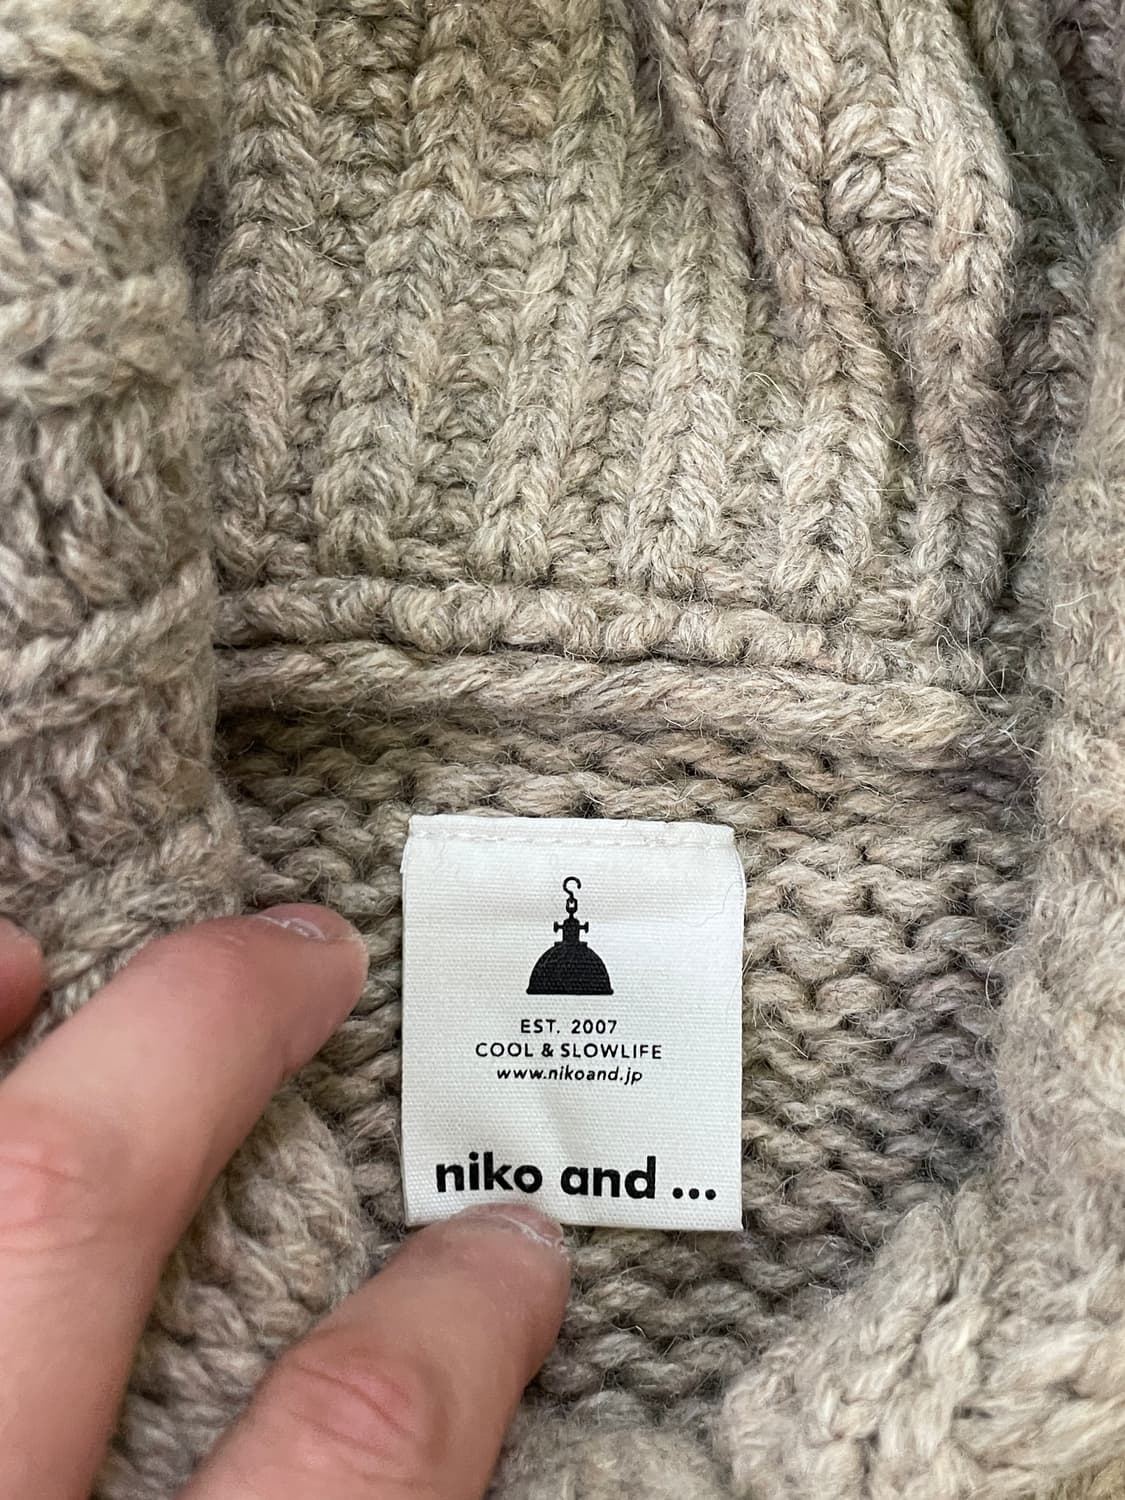 EST. 2007
COOL & SLOWLIFE
www.nikoand.jp
niko and ...